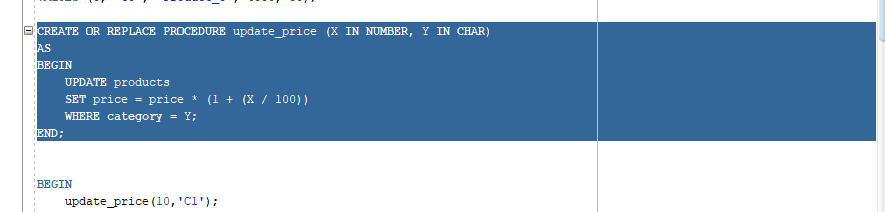 CREATE OR REPLACE PROCEDURE update_price (X IN NUMBER, Y IN CHAR)
AS
BEGIN
    UPDATE products
    SET price = price * (1 + (X / 100))
    WHERE category = Y;
END;
BEGIN
    update_price(10,'C1');